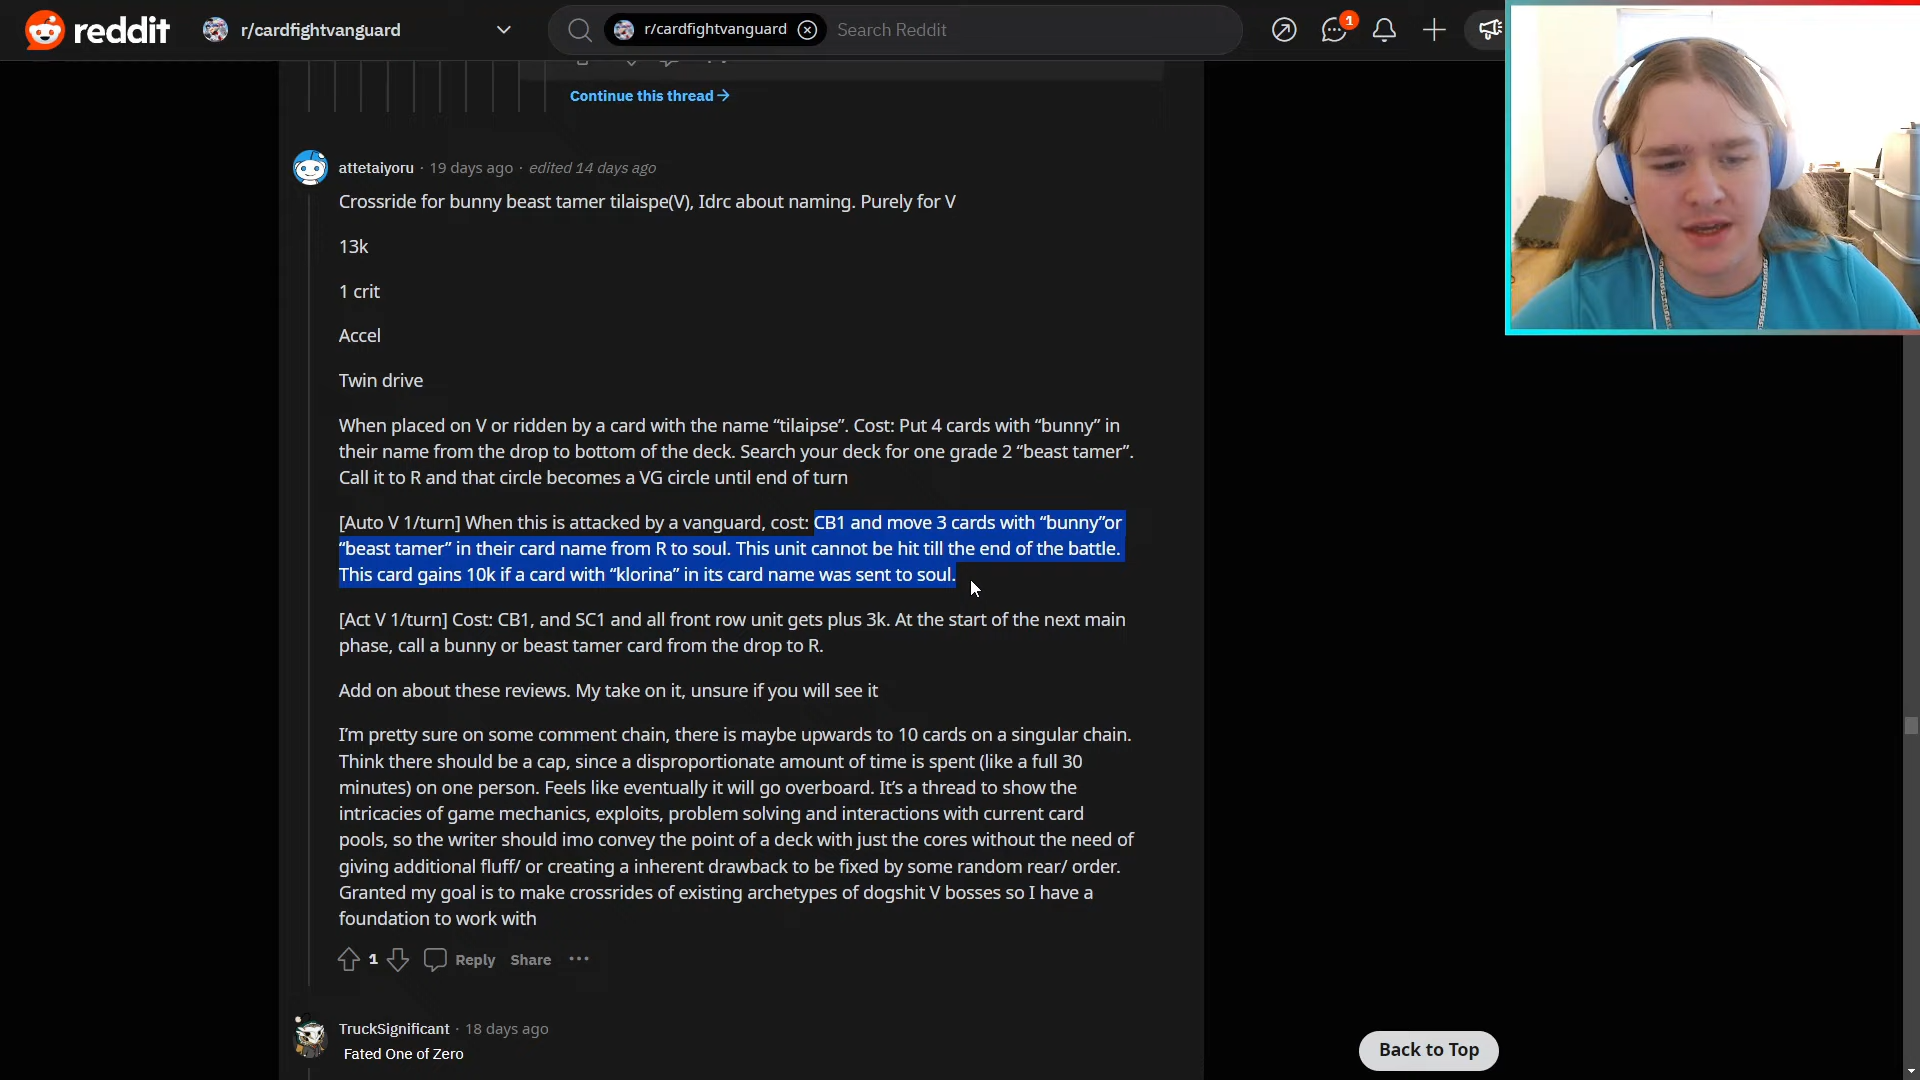 reddit
r/cardfightvanguard
r/cardfightvanguard
Search Reddit
1
Continue this thread →
attetaiyoru · 19 days ago · edited 14 days ago
Crossride for bunny beast tamer tilaispe(V), Idrc about naming. Purely for V
13k
1 crit
Accel
Twin drive
When placed on V or ridden by a card with the name “tilaipse”. Cost: Put 4 cards with “bunny” in
their name from the drop to bottom of the deck. Search your deck for one grade 2 “beast tamer”.
Call it to R and that circle becomes a VG circle until end of turn
[Auto V 1/turn] When this is attacked by a vanguard, cost: CB1 and move 3 cards with “bunny”or
“beast tamer” in their card name from R to soul. This unit cannot be hit till the end of the battle.
This card gains 10k if a card with “klorina” in its card name was sent to soul.
[Act V 1/turn] Cost: CB1, and SC1 and all front row unit gets plus 3k. At the start of the next main
phase, call a bunny or beast tamer card from the drop to R.
Add on about these reviews. My take on it, unsure if you will see it
I’m pretty sure on some comment chain, there is maybe upwards to 10 cards on a singular chain.
Think there should be a cap, since a disproportionate amount of time is spent (like a full 30
minutes) on one person. Feels like eventually it will go overboard. It’s a thread to show the
intricacies of game mechanics, exploits, problem solving and interactions with current card
pools, so the writer should imo convey the point of a deck with just the cores without the need of
giving additional fluff/ or creating a inherent drawback to be fixed by some random rear/ order.
Granted my goal is to make crossrides of existing archetypes of dogshit V bosses so I have a
foundation to work with
1 Reply Share ···
TruckSignificant · 18 days ago
Fated One of Zero
Back to Top